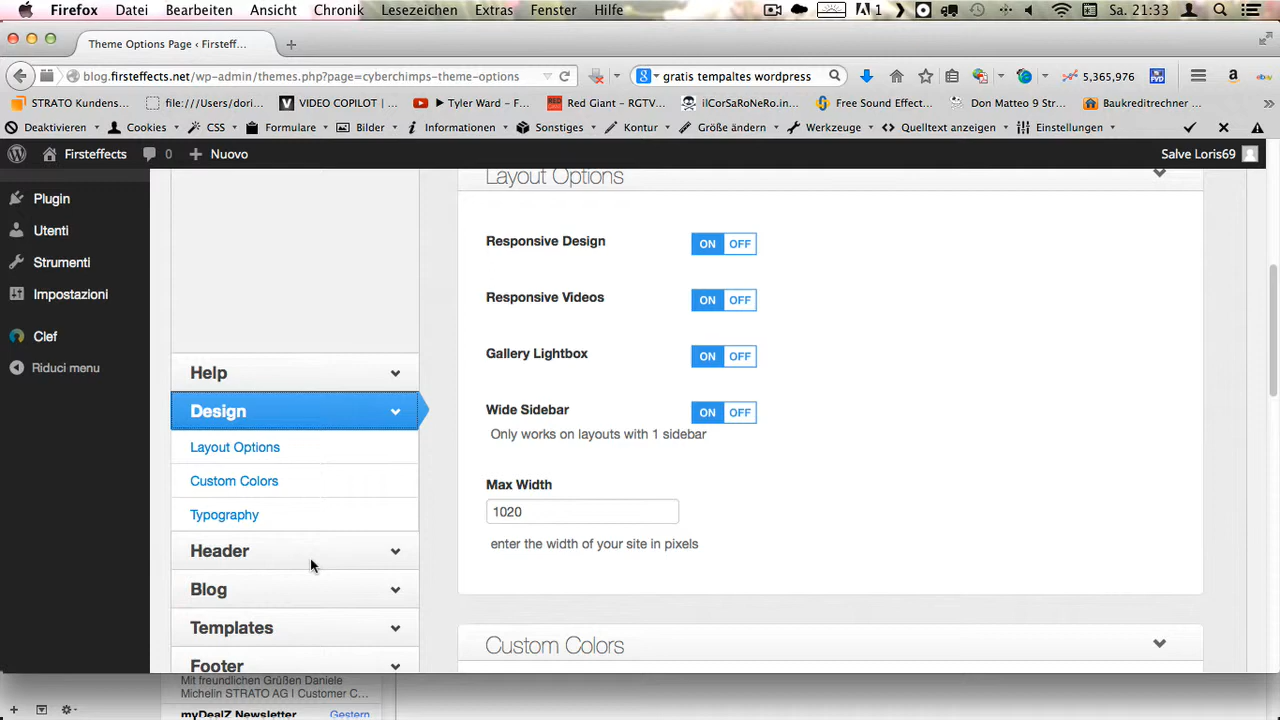 Firefox Datei Bearbeiten Ansicht Chronik Lesezeichen Extras Fenster Hilfe 1 Sa. 21:33
Theme Options Page ‹ Firsteff...
blog.firsteffects.net/wp-admin/themes.php?page=cyberchimps-theme-options gratis tempaltes wordpress 5,365,976
STRATO Kundens... file:///Users/dori... VIDEO COPILOT | ... ► Tyler Ward – F... Red Giant – RGTV... ilCorSaRoNeRo.in... Free Sound Effect... Don Matteo 9 Str... Baukreditrechner ...
Deaktivieren Cookies CSS Formulare Bilder Informationen Sonstiges Kontur Größe ändern Werkzeuge Quelltext anzeigen Einstellungen
Firsteffects 0 Nuovo Salve Loris69
Plugin
Utenti
Strumenti
Impostazioni
Clef
Riduci menu
Help
Design
Layout Options
Custom Colors
Typography
Header
Blog
Templates
Footer
Layout Options
Responsive Design ON OFF
Responsive Videos ON OFF
Gallery Lightbox ON OFF
Wide Sidebar ON OFF
Only works on layouts with 1 sidebar
Max Width
1020
enter the width of your site in pixels
Custom Colors
Mit freundlichen Grüßen Daniele
Michelin STRATO AG I Customer C...
myDealZ Newsletter Gestern